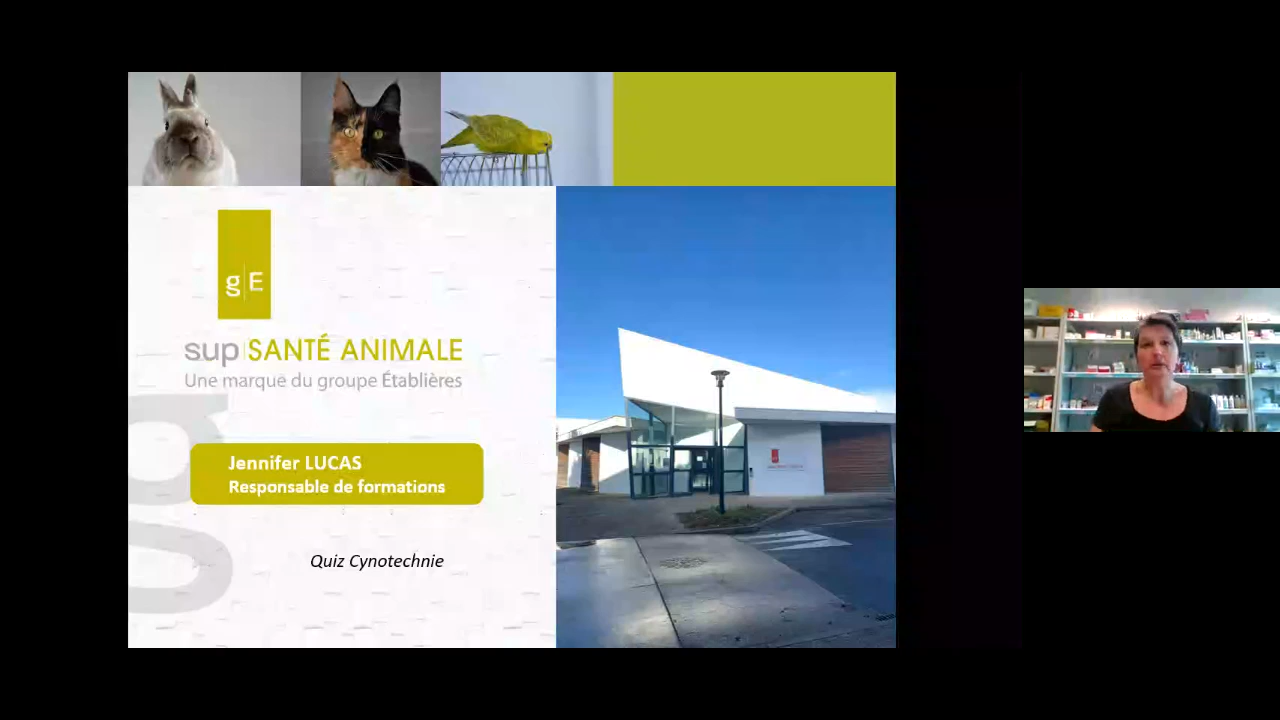 g E
sup SANTÉ ANIMALE
Une marque du groupe Établières
Jennifer LUCAS
Responsable de formations
Quiz Cynotechnie